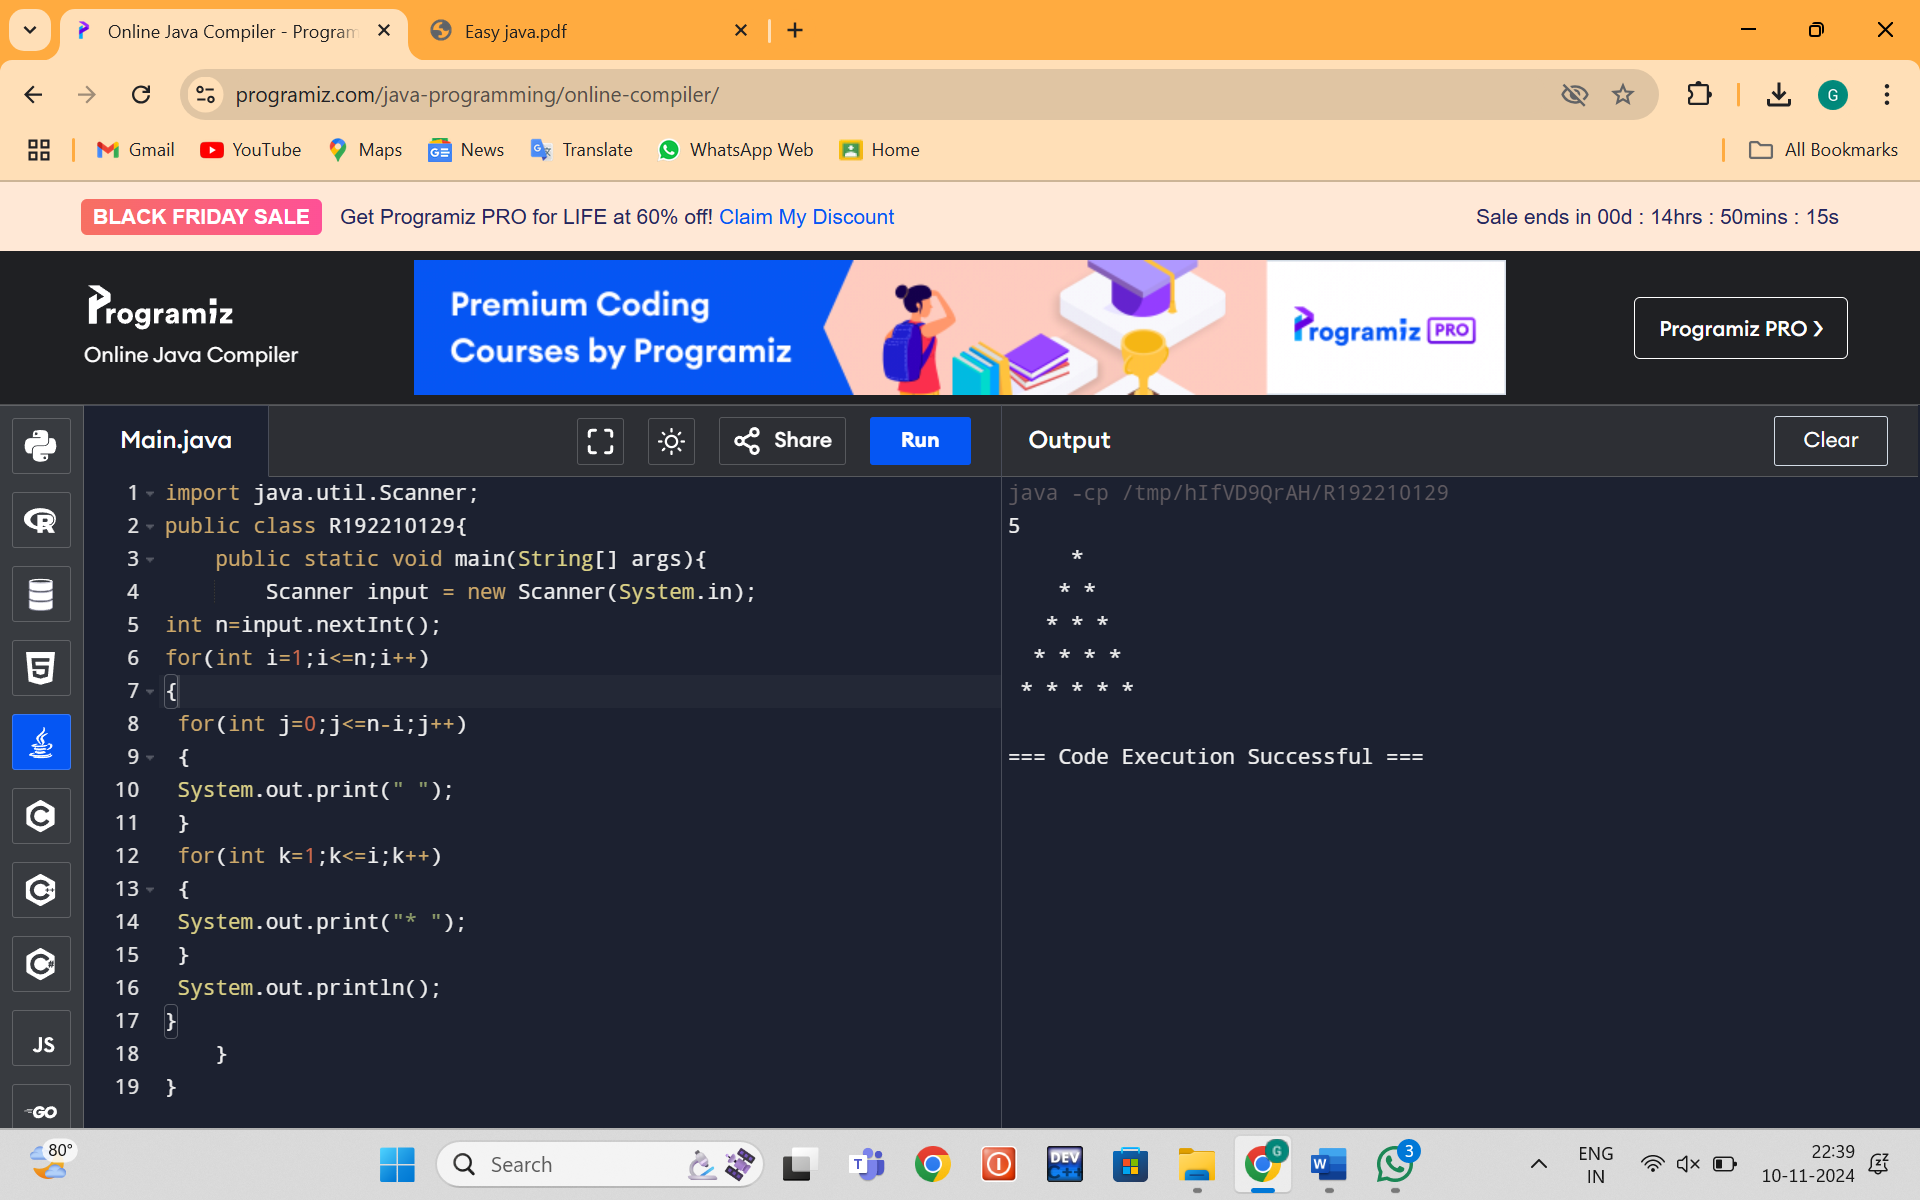 Online Java Compiler - Program
Easy java.pdf
programiz.com/java-programming/online-compiler/
G
Gmail
YouTube
Maps
News
Translate
WhatsApp Web
Home
All Bookmarks
BLACK FRIDAY SALE Get Programiz PRO for LIFE at 60% off! Claim My Discount
Sale ends in 00d : 14hrs : 50mins : 15s
Programiz
Online Java Compiler
Premium Coding
Courses by Programiz
Programiz PRO
Programiz PRO ❯
Main.java
Share
Run
Output
Clear
1 import java.util.Scanner;
2 public class R192210129{
3     public static void main(String[] args){
4         Scanner input = new Scanner(System.in);
5 int n=input.nextInt();
6 for(int i=1;i<=n;i++)
7 {
8  for(int j=0;j<=n-i;j++)
9  {
10  System.out.print(" ");
11  }
12  for(int k=1;k<=i;k++)
13  {
14  System.out.print("* ");
15  }
16  System.out.println();
17 }
18     }
19 }
java -cp /tmp/hIfVD9QrAH/R192210129
5
     *
    * *
   * * *
  * * * *
 * * * * *
=== Code Execution Successful ===
R
5
C
C++
C#
JS
GO
80°
Search
T
DEV
C++
G
W
3
ENG
IN
22:39
10-11-2024